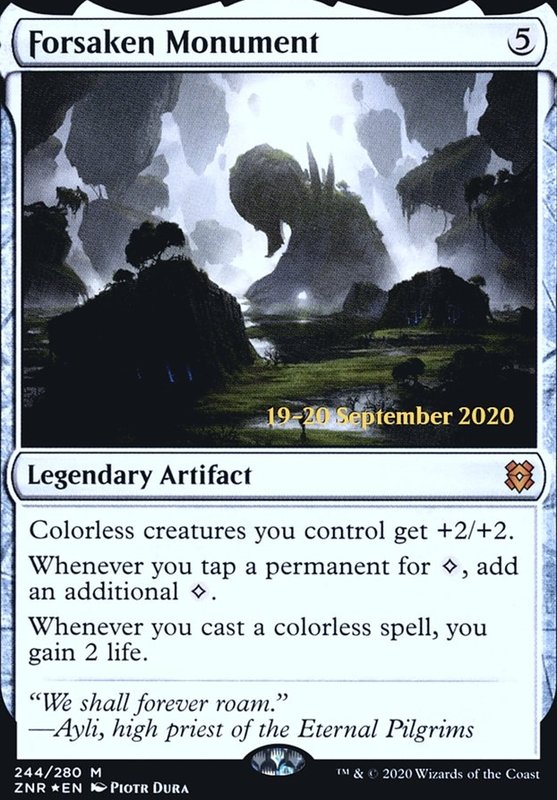 Forsaken Monument 5
19-20 September 2020
Legendary Artifact
Colorless creatures you control get +2/+2.
Whenever you tap a permanent for ◇, add
an additional ◇.
Whenever you cast a colorless spell, you
gain 2 life.
“We shall forever roam.”
—Ayli, high priest of the Eternal Pilgrims
244/280 M
ZNR ★ EN Piotr Dura
™ & © 2020 Wizards of the Coast